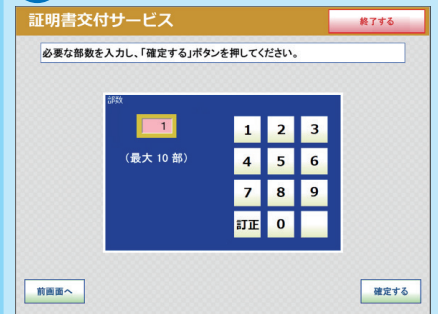 証明書交付サービス
終了する
必要な部数を入力し、「確定する」ボタンを押してください。
部数
1
(最大 10 部)
1 2 3
4 5 6
7 8 9
訂正 0
前画面へ
確定する